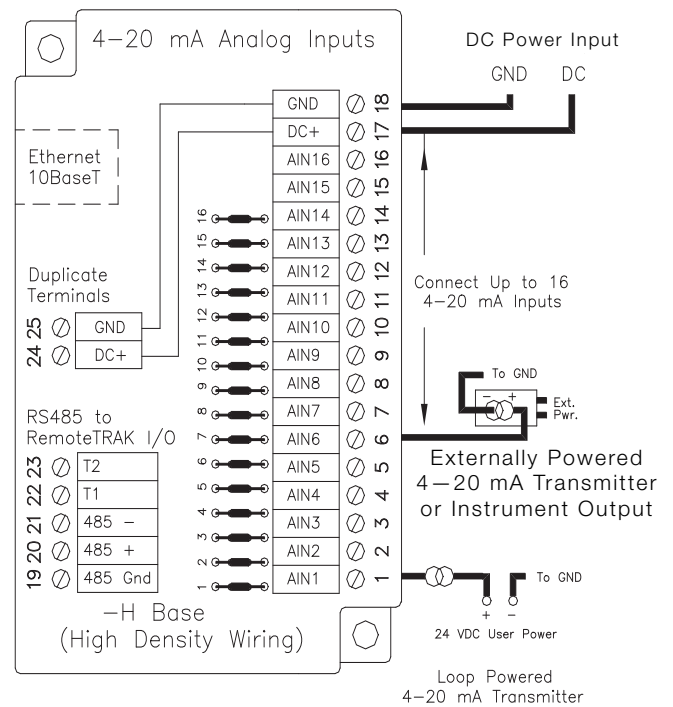 4-20 mA Analog Inputs
DC Power Input
GND DC
GND 18
DC+ 17
Ethernet
10BaseT
AIN16 16
AIN15 15
16 AIN14 14
15 AIN13 13
14 AIN12 12
13 AIN11 11
12 AIN10 10
11 AIN9 9
10 AIN8 8
9 AIN7 7
8 AIN6 6
7 AIN5 5
6 AIN4 4
5 AIN3 3
4 AIN2 2
3 AIN1 1
2
1
Duplicate
Terminals
25 GND
24 DC+
Connect Up to 16
4-20 mA Inputs
To GND
- +
Ext.
Pwr.
Externally Powered
4-20 mA Transmitter
or Instrument Output
RS485 to
RemoteTRAK I/O
23 T2
22 T1
21 485 -
20 485 +
19 485 Gnd
To GND
+ -
24 VDC User Power
Loop Powered
4-20 mA Transmitter
-H Base
(High Density Wiring)